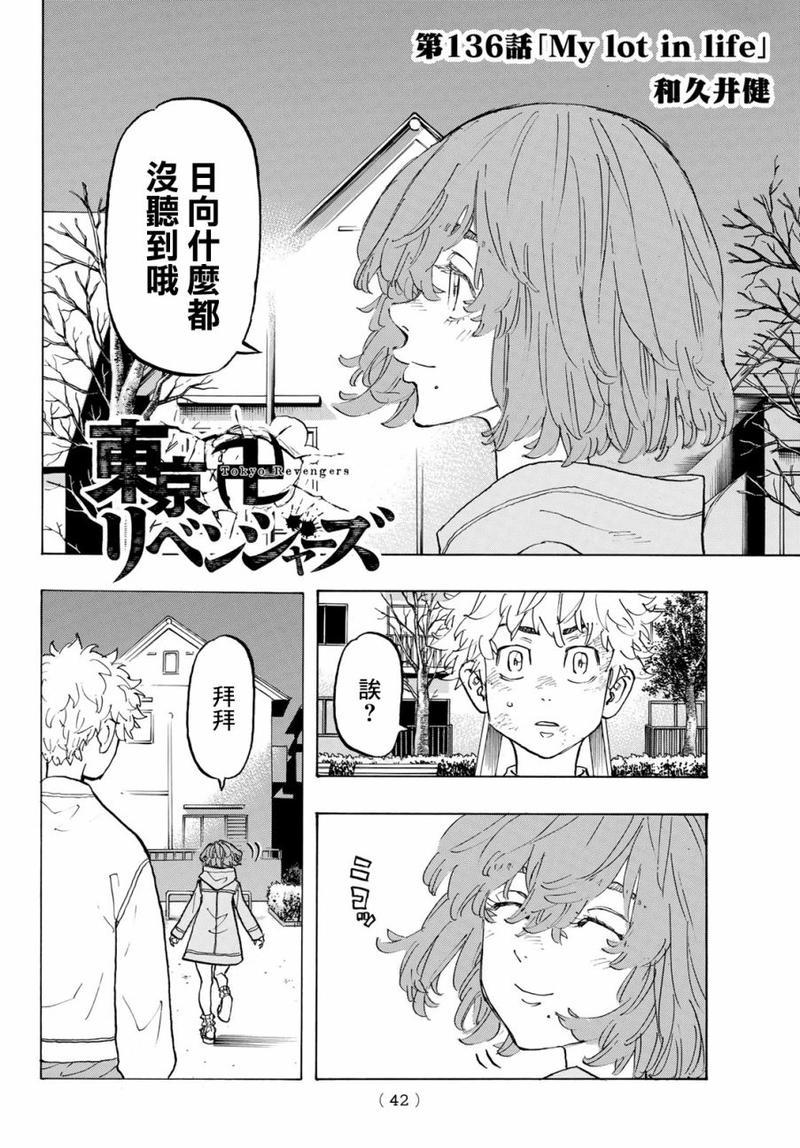 第136話「My lot in life」
和久井健
日向什麼都
沒聽到哦
東京卍
Tokyo Revengers
リベンジャーズ
誒?
拜拜
ニコッ
(42)